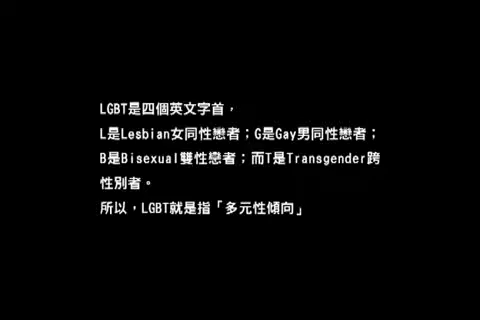 LGBT是四個英文字首，
L是Lesbian女同性戀者；G是Gay男同性戀者；
B是Bisexual雙性戀者；而T是Transgender跨
性別者。
所以，LGBT就是指「多元性傾向」